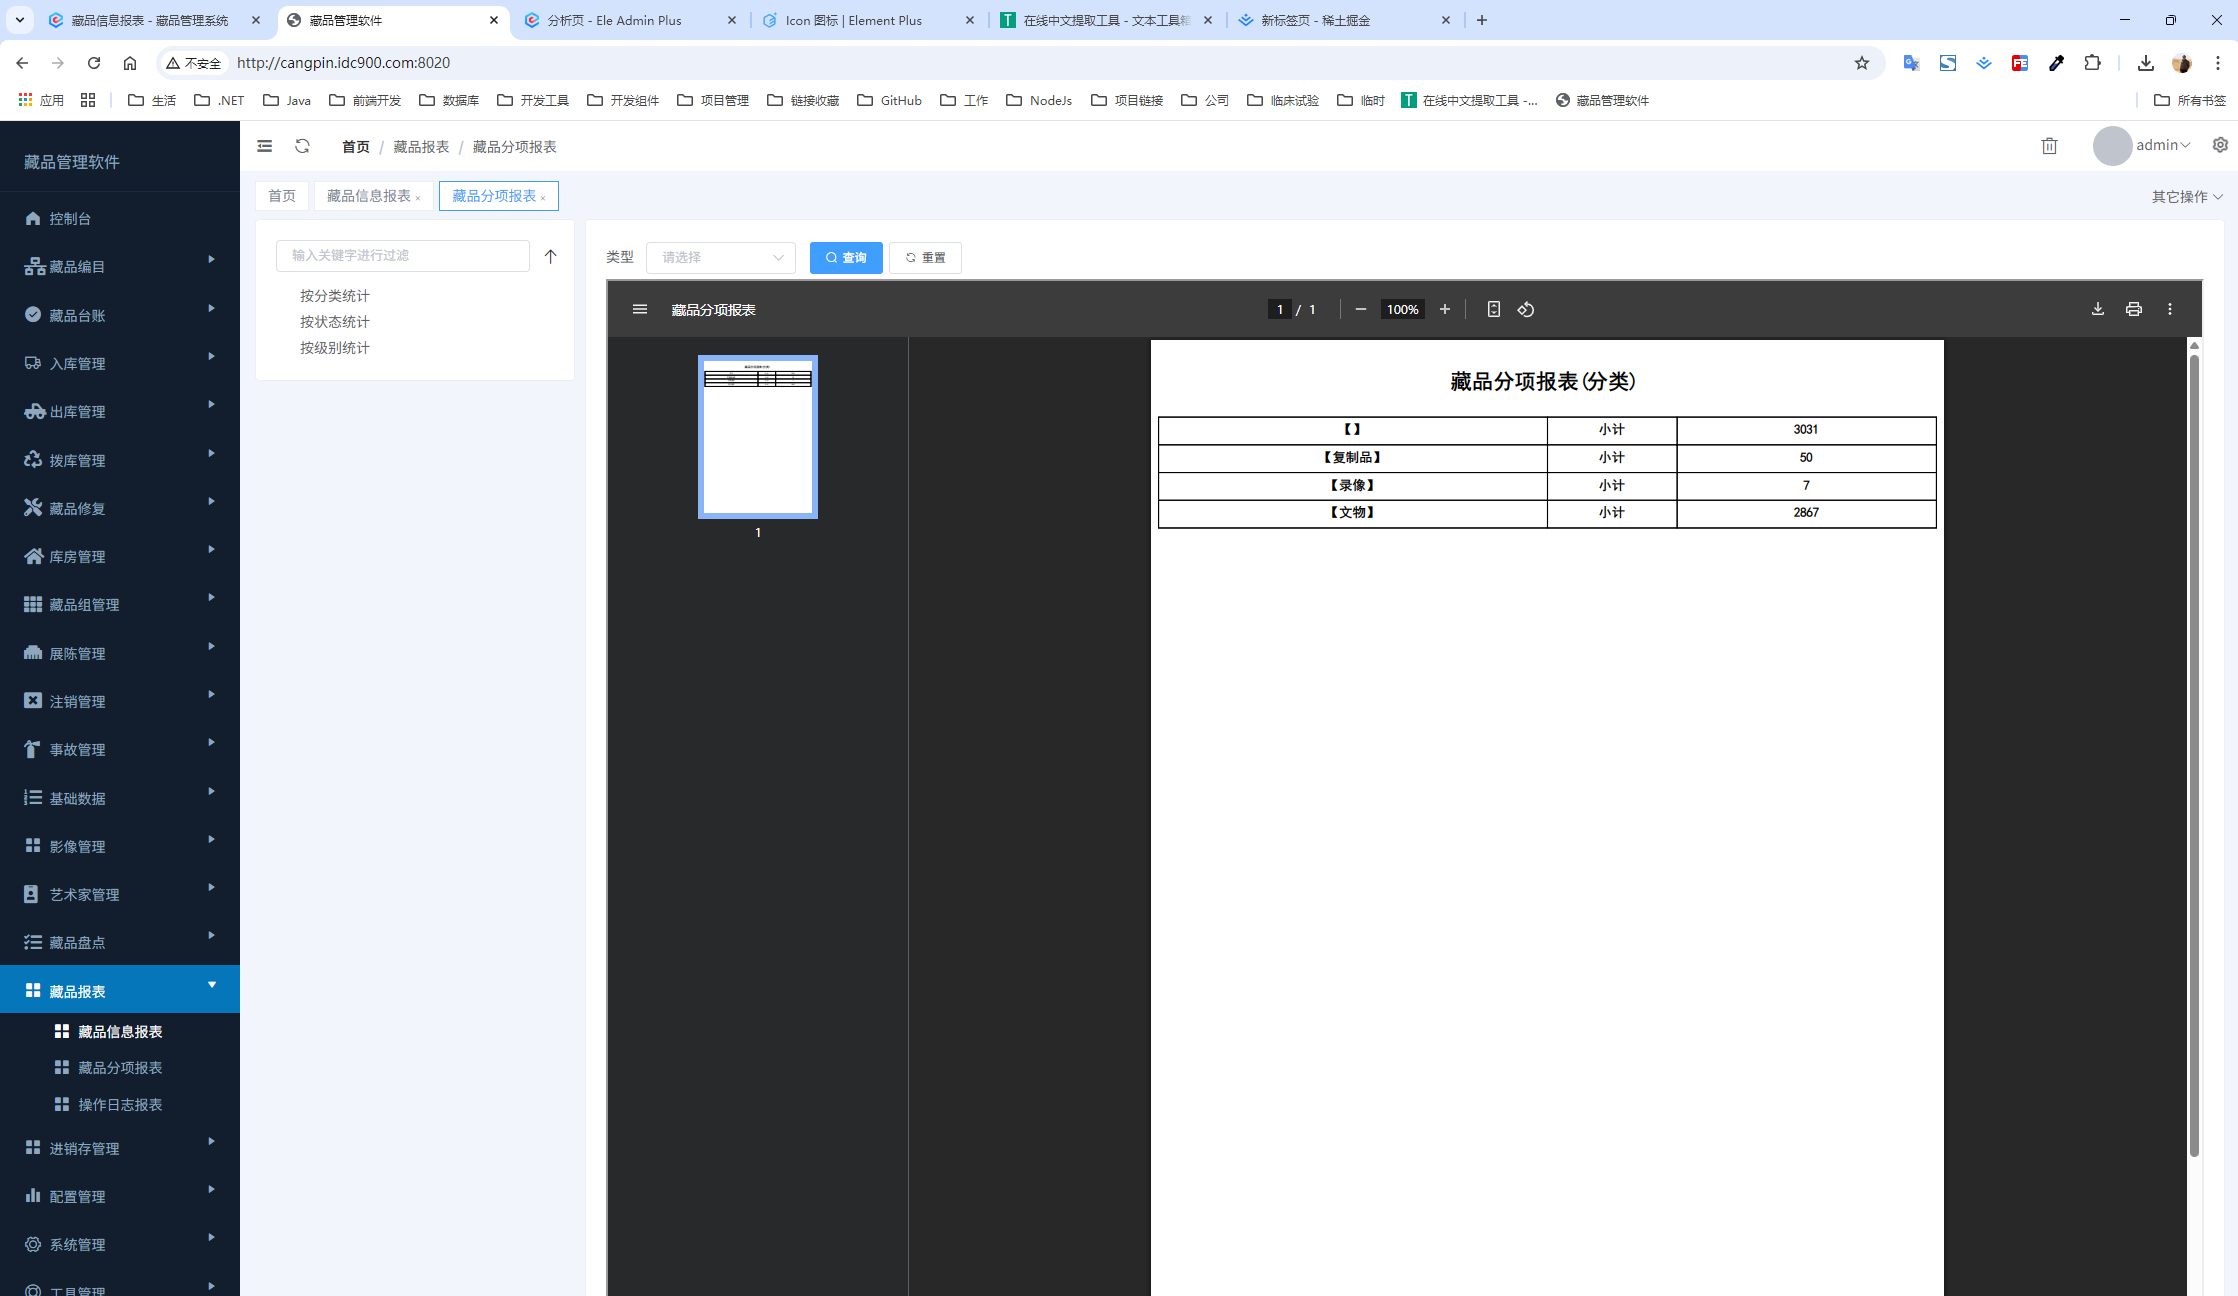 藏品信息报表 - 藏品管理系统
藏品管理软件
分析页 - Ele Admin Plus
Icon 图标 | Element Plus
在线中文提取工具 - 文本工具箱
新标签页 - 稀土掘金
不安全
http://cangpin.idc900.com:8020
应用
生活
.NET
Java
前端开发
数据库
开发工具
开发组件
项目管理
链接收藏
GitHub
工作
NodeJs
项目链接
公司
临床试验
临时
在线中文提取工具 -...
藏品管理软件
所有书签
藏品管理软件
首页 / 藏品报表 / 藏品分项报表
admin
首页
藏品信息报表
藏品分项报表
其它操作
控制台
藏品编目
藏品台账
入库管理
出库管理
拨库管理
藏品修复
库房管理
藏品组管理
展陈管理
注销管理
事故管理
基础数据
影像管理
艺术家管理
藏品盘点
藏品报表
藏品信息报表
藏品分项报表
操作日志报表
进销存管理
配置管理
系统管理
工具管理
输入关键字进行过滤
按分类统计
按状态统计
按级别统计
类型 请选择 查询 重置
藏品分项报表
1 / 1
100%
1
藏品分项报表(分类)
【】 小计 3031
【复制品】 小计 50
【录像】 小计 7
【文物】 小计 2867